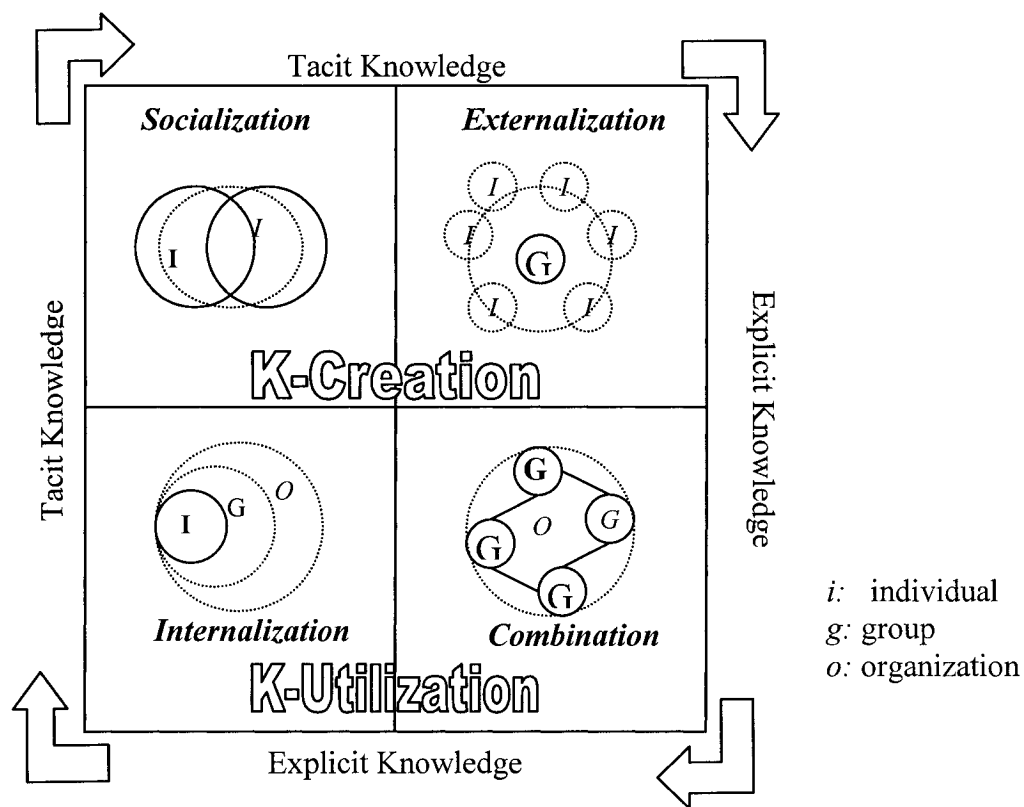 Tacit Knowledge
Socialization
Externalization
I
I
I
I
I
I
G
I
I
K-Creation
Tacit Knowledge
Explicit Knowledge
I
G
O
G
G
O
G
G
Internalization
Combination
K-Utilization
Explicit Knowledge
i: individual
g: group
o: organization